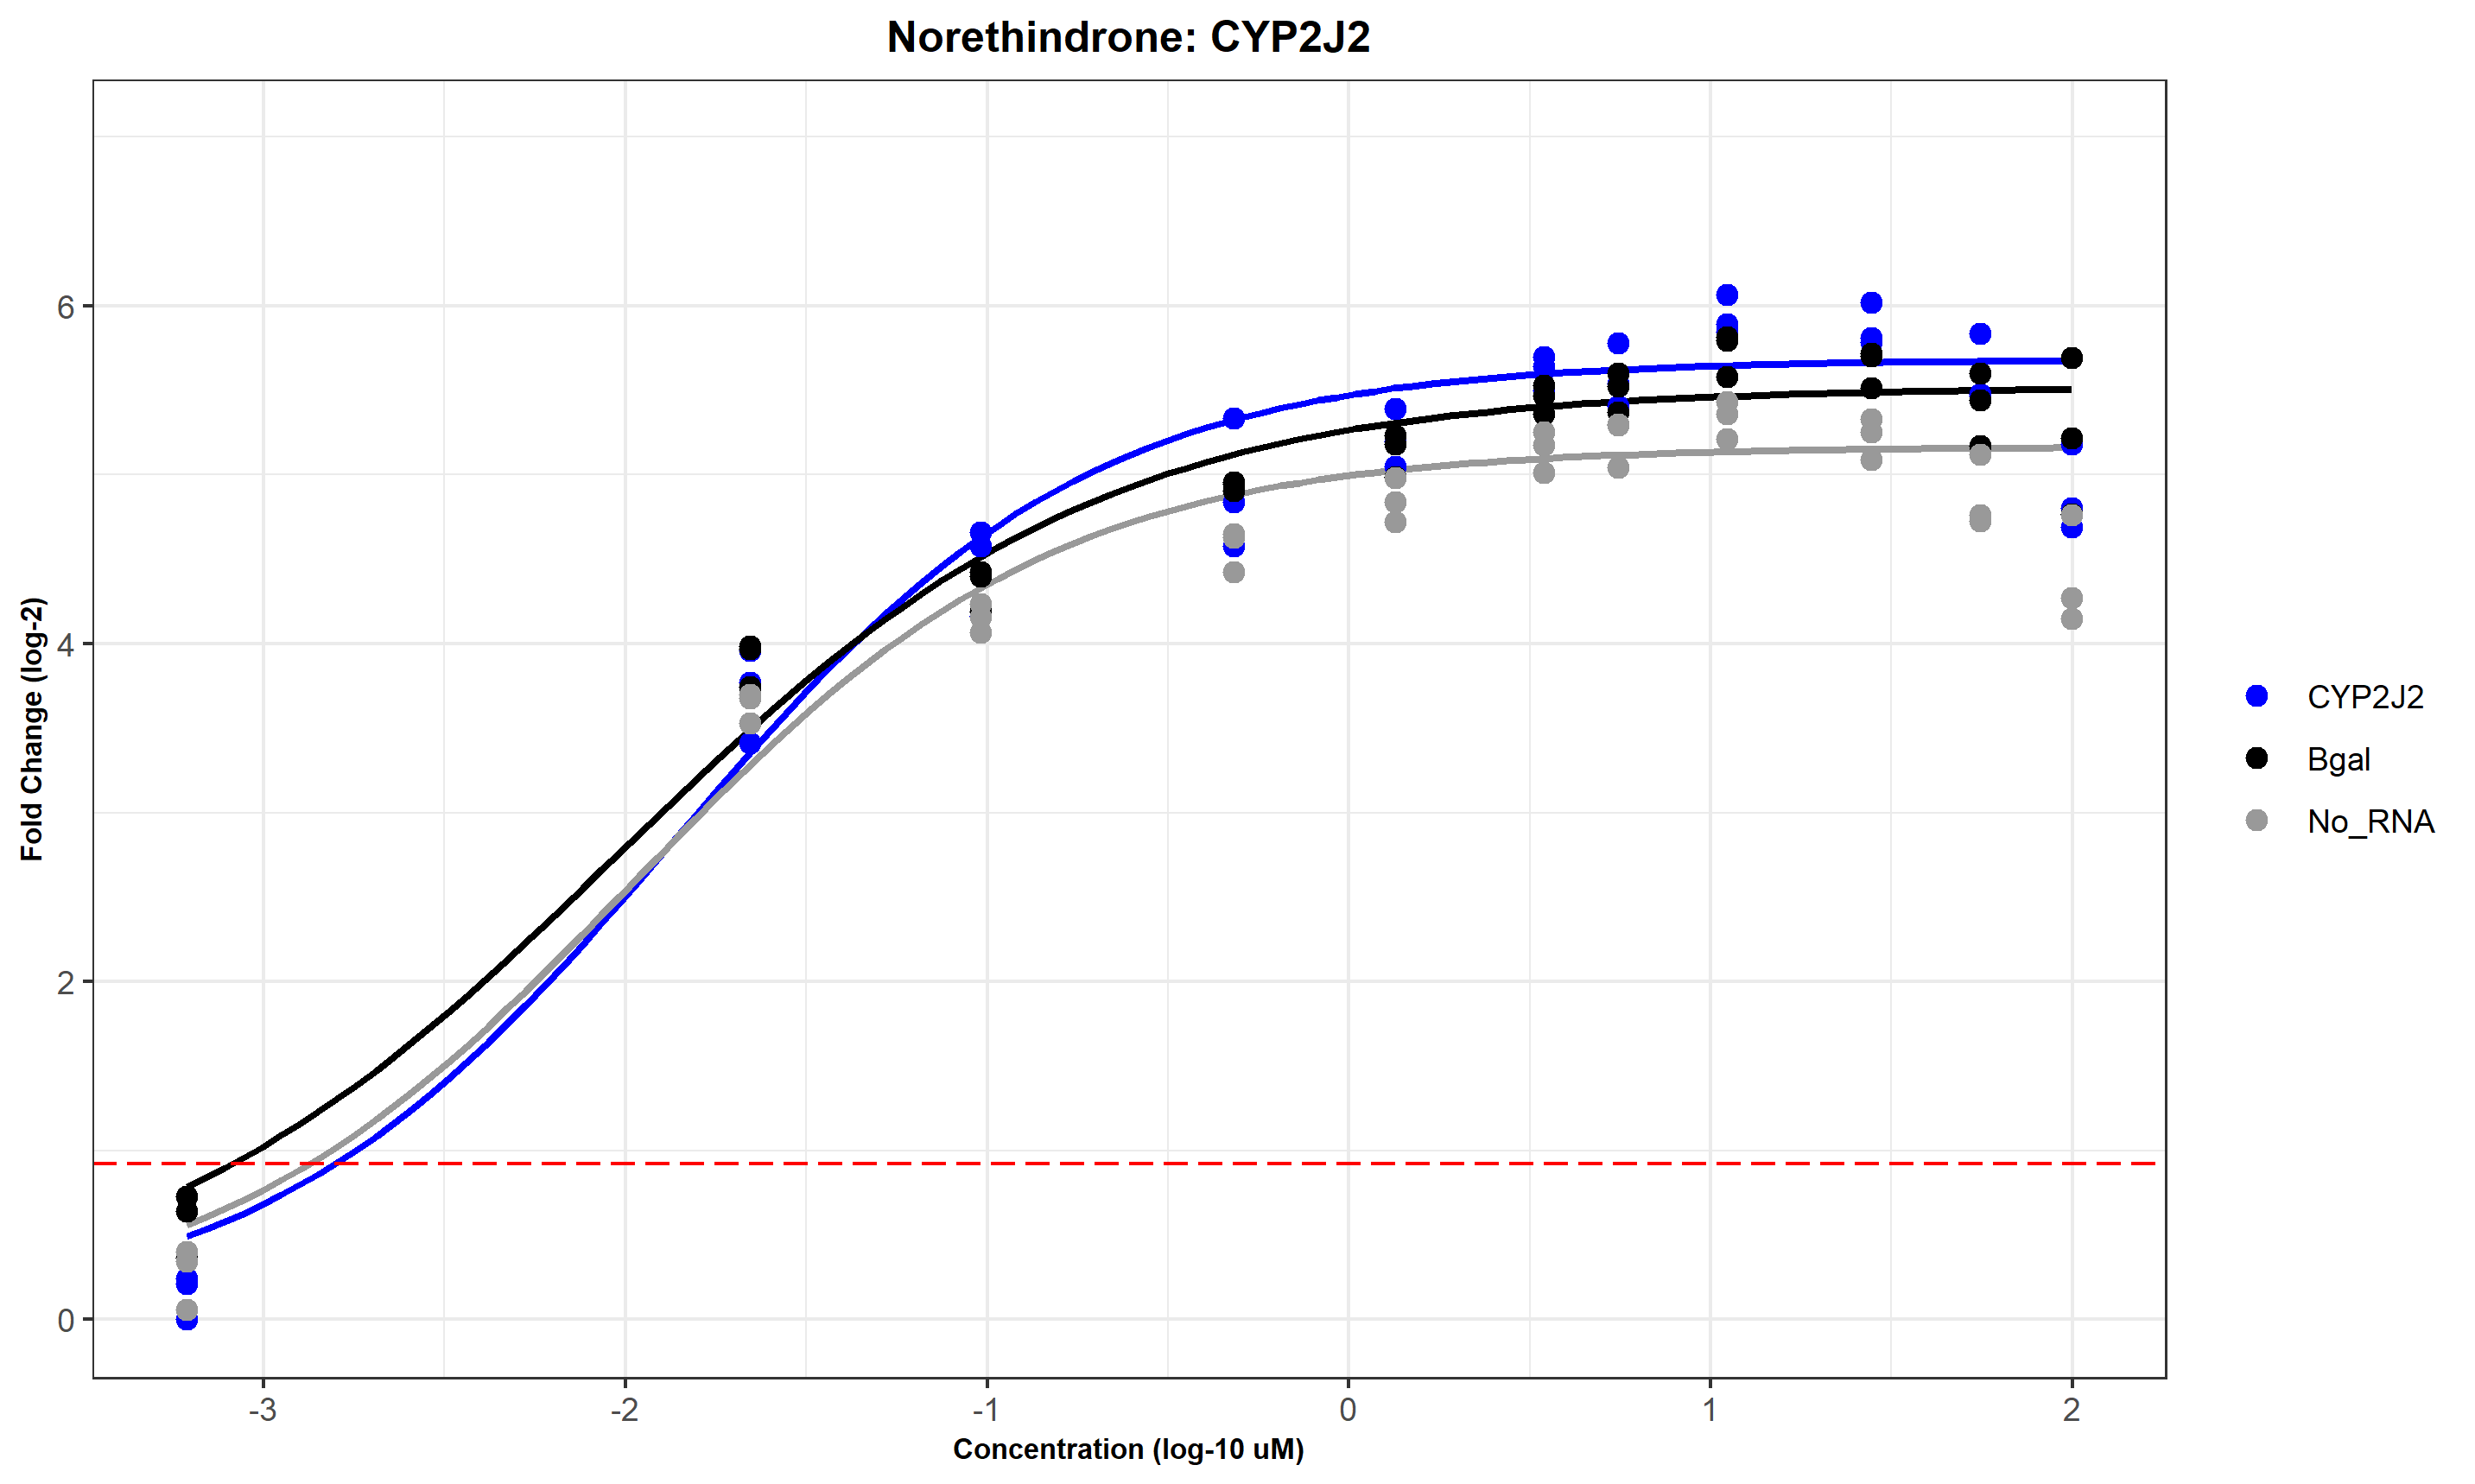 Norethindrone: CYP2J2
Fold Change (log-2)
6
4
2
0
-3 -2 -1 0 1 2
Concentration (log-10 uM)
CYP2J2
Bgal
No_RNA